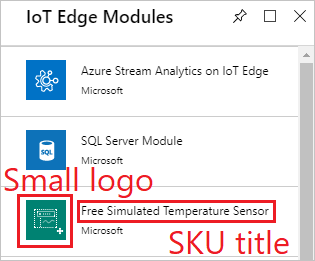 IoT Edge Modules
Azure Stream Analytics on IoT Edge
Microsoft
SQL
SQL Server Module
Microsoft
Small logo
Free Simulated Temperature Sensor
Microsoft
SKU title